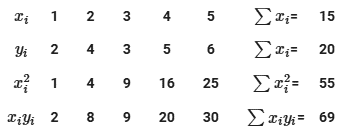 xᵢ 1 2 3 4 5 ∑xᵢ= 15
yᵢ 2 4 3 5 6 ∑xᵢ= 20
xᵢ² 1 4 9 16 25 ∑xᵢ²= 55
xᵢyᵢ 2 8 9 20 30 ∑xᵢyᵢ= 69